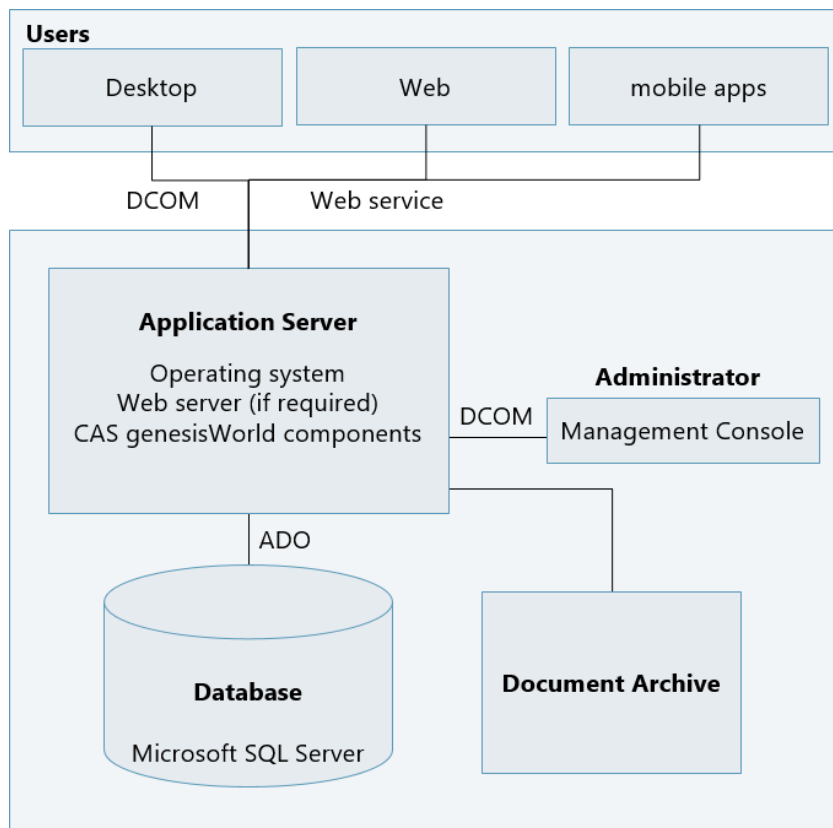 Users
Desktop
Web
mobile apps
DCOM
Web service
Application Server
Operating system
Web server (if required)
CAS genesisWorld components
Administrator
DCOM
Management Console
ADO
Database
Microsoft SQL Server
Document Archive